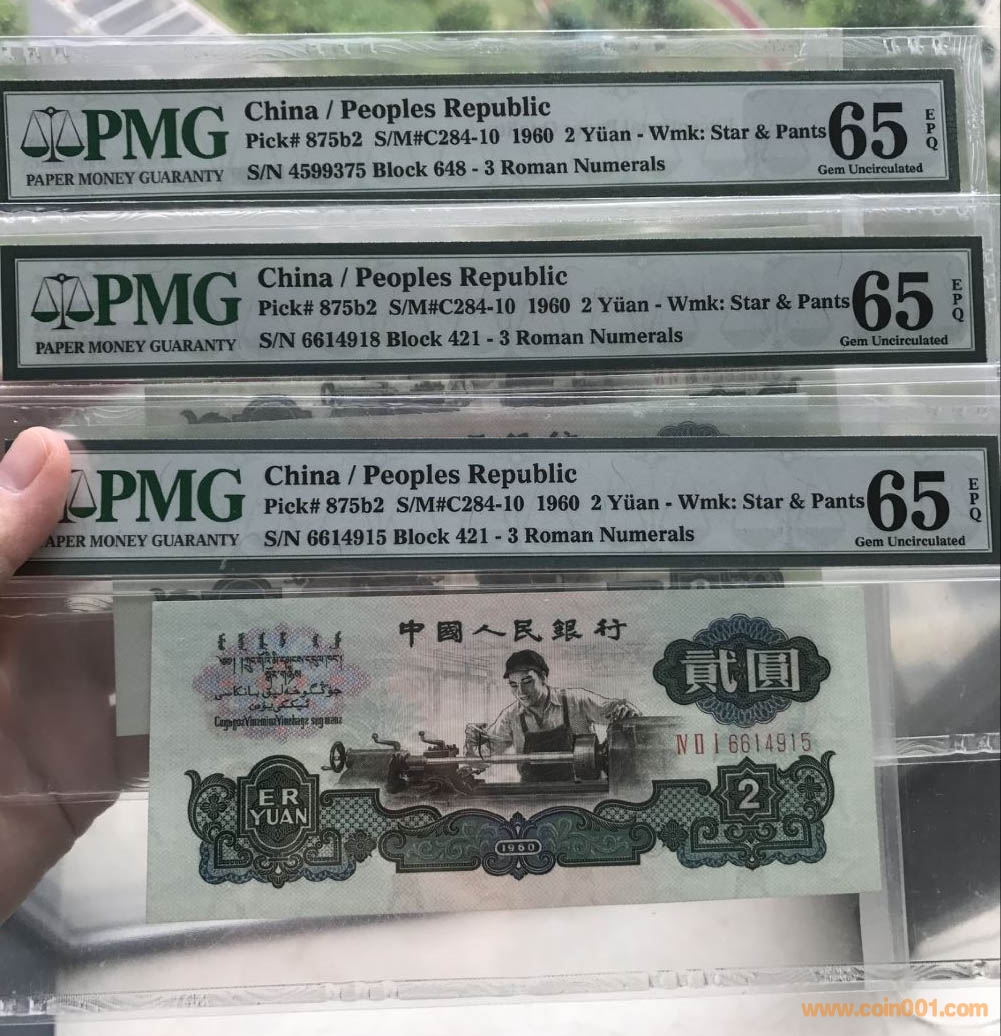 PMG
PAPER MONEY GUARANTY
China / Peoples Republic
Pick# 875b2 S/M#C284-10 1960 2 Yüan - Wmk: Star & Pants
S/N 4599375 Block 648 - 3 Roman Numerals
65
EPQ
Gem Uncirculated
PMG
PAPER MONEY GUARANTY
China / Peoples Republic
Pick# 875b2 S/M#C284-10 1960 2 Yüan - Wmk: Star & Pants
S/N 6614918 Block 421 - 3 Roman Numerals
65
EPQ
Gem Uncirculated
PMG
APER MONEY GUARANTY
China / Peoples Republic
Pick# 875b2 S/M#C284-10 1960 2 Yüan - Wmk: Star & Pants
S/N 6614915 Block 421 - 3 Roman Numerals
65
EPQ
Gem Uncirculated
中國人民銀行
貳圓
IV II I 6614915
ER
YUAN
2
1960
www.coin001.com